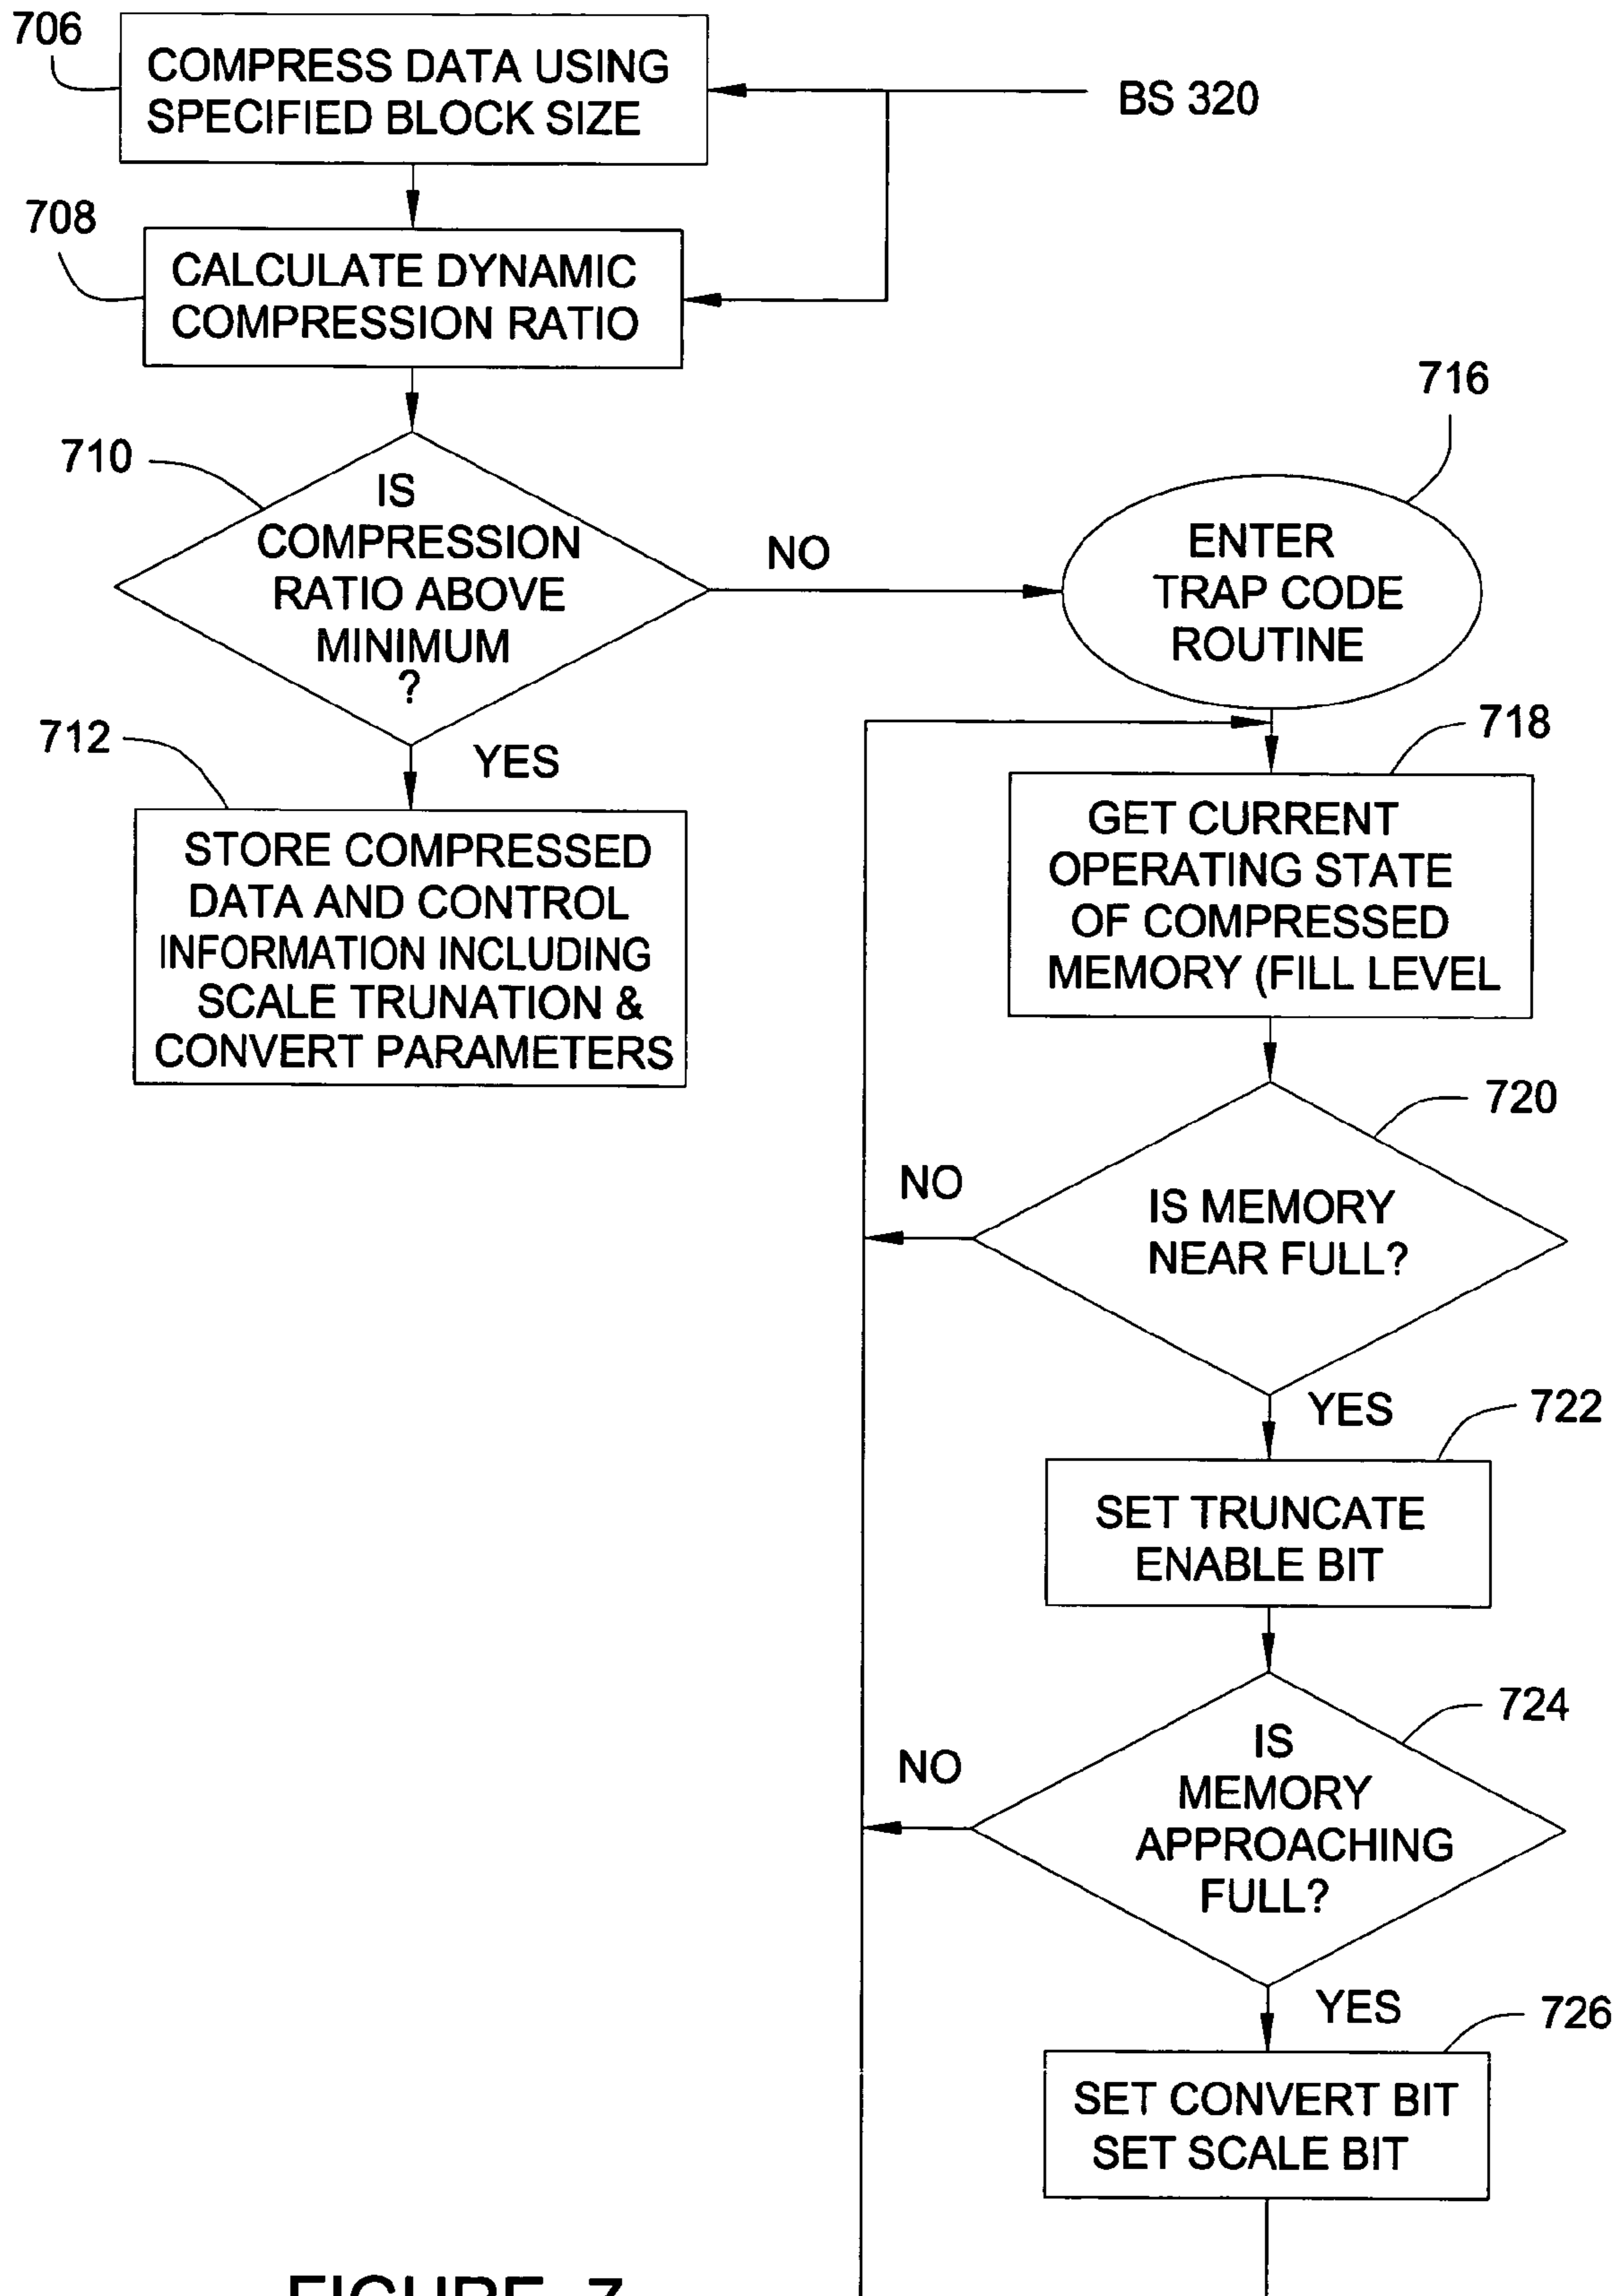 706
COMPRESS DATA USING
SPECIFIED BLOCK SIZE
BS 320
708
CALCULATE DYNAMIC
COMPRESSION RATIO
710
IS
COMPRESSION
RATIO ABOVE
MINIMUM
?
NO
716
ENTER
TRAP CODE
ROUTINE
YES
712
STORE COMPRESSED
DATA AND CONTROL
INFORMATION INCLUDING
SCALE TRUNATION &
CONVERT PARAMETERS
718
GET CURRENT
OPERATING STATE
OF COMPRESSED
MEMORY (FILL LEVEL
720
IS MEMORY
NEAR FULL?
NO
YES
722
SET TRUNCATE
ENABLE BIT
724
IS
MEMORY
APPROACHING
FULL?
NO
YES
726
SET CONVERT BIT
SET SCALE BIT
FIGURE 7